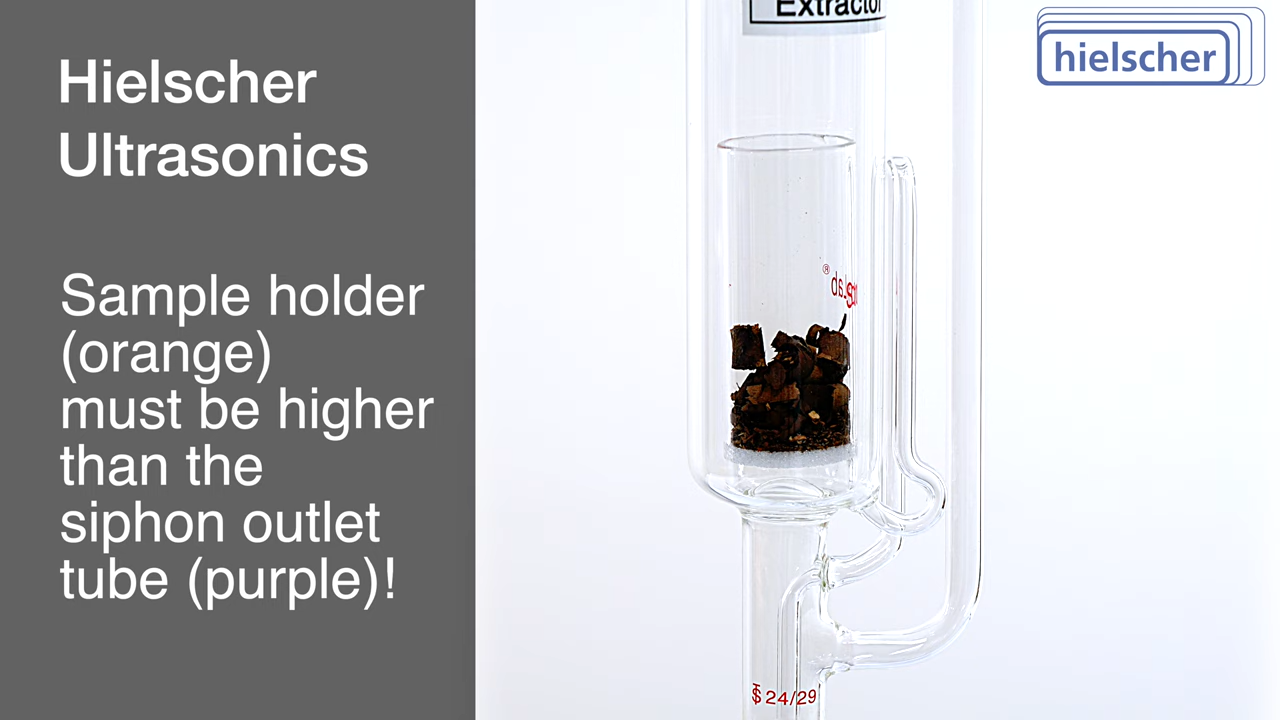 Hielscher
Ultrasonics
Sample holder
(orange)
must be higher
than the
siphon outlet
tube (purple)!
Extractor
hielscher
24/29